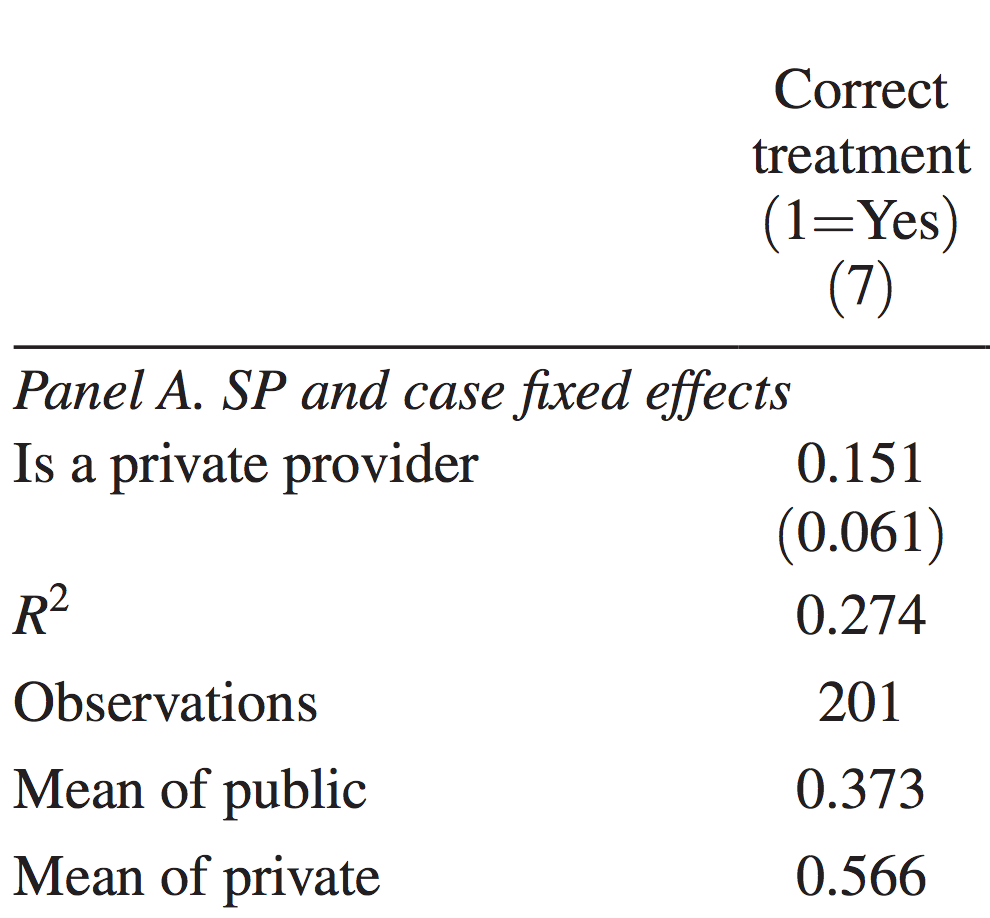 Correct
treatment
(1=Yes)
(7)
Panel A. SP and case fixed effects
Is a private provider 0.151
(0.061)
R² 0.274
Observations 201
Mean of public 0.373
Mean of private 0.566